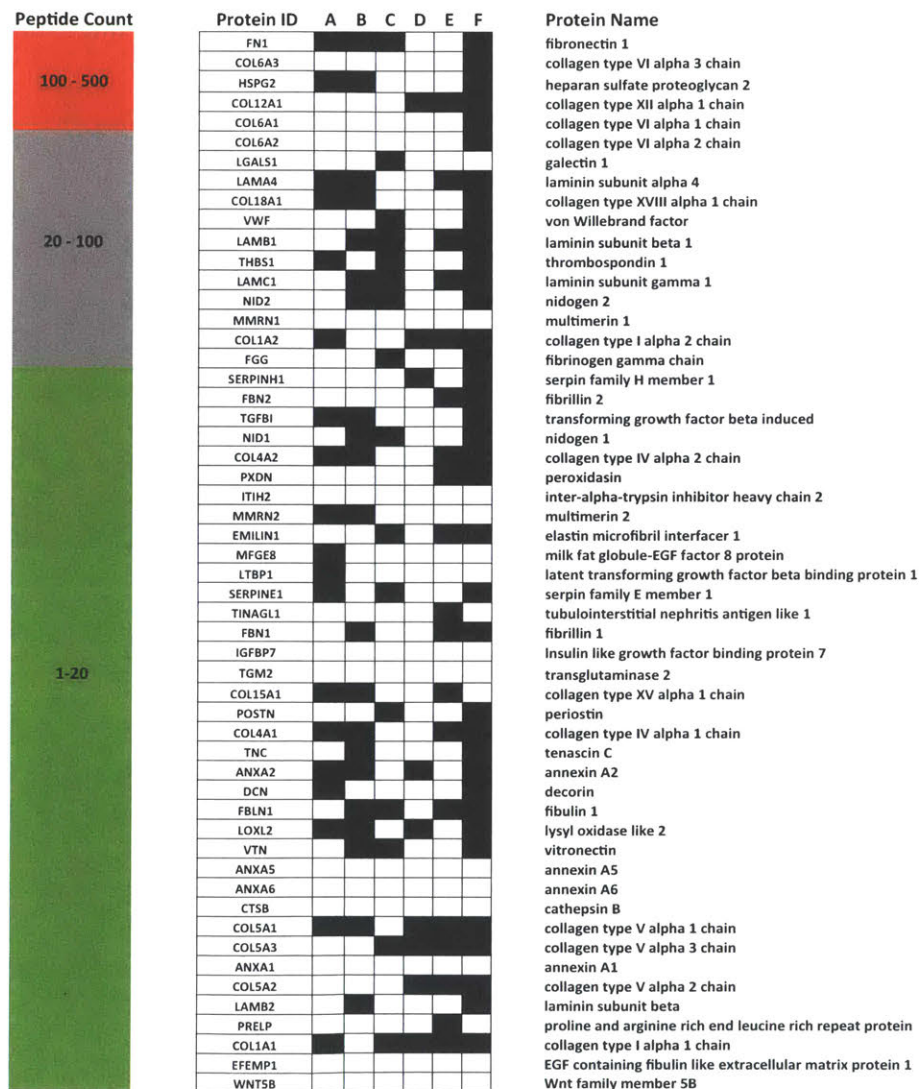 Peptide Count Protein ID A B C D E F Protein Name
FN1 fibronectin 1
COL6A3 collagen type VI alpha 3 chain
100 - 500 HSPG2 heparan sulfate proteoglycan 2
COL12A1 collagen type XII alpha 1 chain
COL6A1 collagen type VI alpha 1 chain
COL6A2 collagen type VI alpha 2 chain
LGALS1 galectin 1
LAMA4 laminin subunit alpha 4
COL18A1 collagen type XVIII alpha 1 chain
VWF von Willebrand factor
20 - 100 LAMB1 laminin subunit beta 1
THBS1 thrombospondin 1
LAMC1 laminin subunit gamma 1
NID2 nidogen 2
MMRN1 multimerin 1
COL1A2 collagen type I alpha 2 chain
FGG fibrinogen gamma chain
SERPINH1 serpin family H member 1
FBN2 fibrillin 2
TGFBI transforming growth factor beta induced
NID1 nidogen 1
COL4A2 collagen type IV alpha 2 chain
PXDN peroxidasin
ITIH2 inter-alpha-trypsin inhibitor heavy chain 2
MMRN2 multimerin 2
EMILIN1 elastin microfibril interfacer 1
MFGE8 milk fat globule-EGF factor 8 protein
LTBP1 latent transforming growth factor beta binding protein 1
SERPINE1 serpin family E member 1
TINAGL1 tubulointerstitial nephritis antigen like 1
FBN1 fibrillin 1
IGFBP7 Insulin like growth factor binding protein 7
1-20 TGM2 transglutaminase 2
COL15A1 collagen type XV alpha 1 chain
POSTN periostin
COL4A1 collagen type IV alpha 1 chain
TNC tenascin C
ANXA2 annexin A2
DCN decorin
FBLN1 fibulin 1
LOXL2 lysyl oxidase like 2
VTN vitronectin
ANXA5 annexin A5
ANXA6 annexin A6
CTSB cathepsin B
COL5A1 collagen type V alpha 1 chain
COL5A3 collagen type V alpha 3 chain
ANXA1 annexin A1
COL5A2 collagen type V alpha 2 chain
LAMB2 laminin subunit beta
PRELP proline and arginine rich end leucine rich repeat protein
COL1A1 collagen type I alpha 1 chain
EFEMP1 EGF containing fibulin like extracellular matrix protein 1
WNT5B Wnt family member 5B